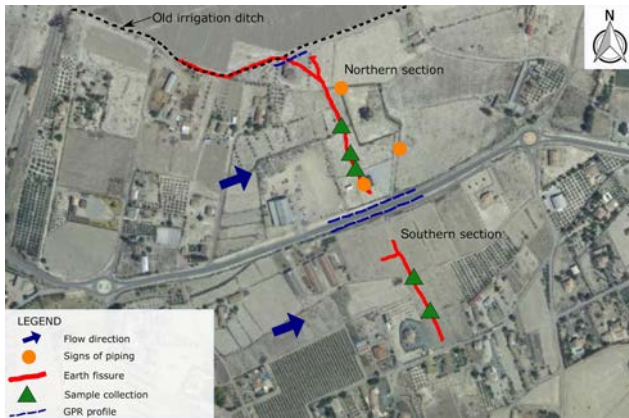 Old irrigation ditch
N
Northern section
Southern section
LEGEND
Flow direction
Signs of piping
Earth fissure
Sample collection
GPR profile